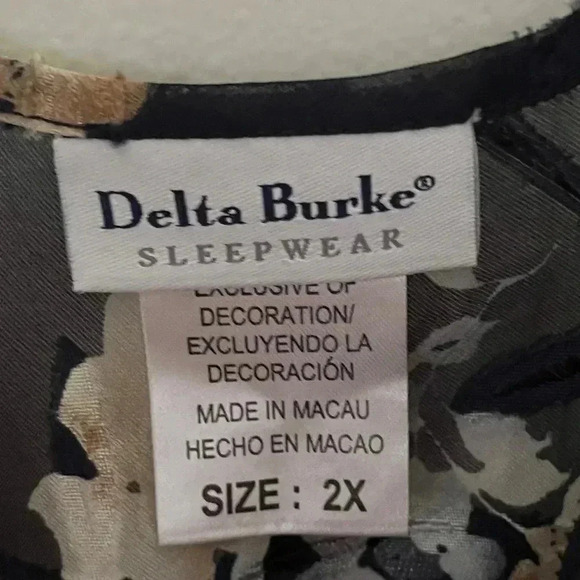 Delta Burke®
SLEEPWEAR
EXCLUSIVE OF
DECORATION/
EXCLUYENDO LA
DECORACIÓN
MADE IN MACAU
HECHO EN MACAO
SIZE : 2X